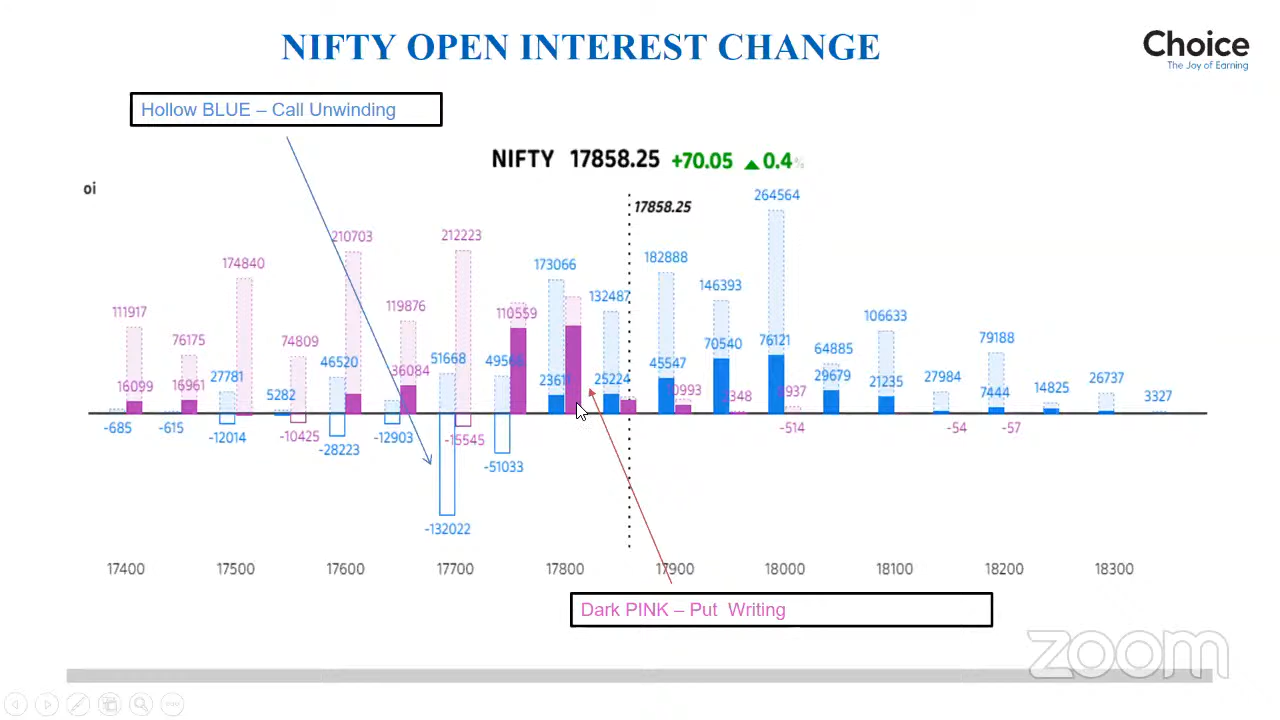 NIFTY OPEN INTEREST CHANGE
Choice
The Joy of Earning
Hollow BLUE – Call Unwinding
NIFTY 17858.25 +70.05 ▲ 0.4%
oi
17858.25
264564
210703 212223
174840 173066 182888
132487 146393
111917 119876 110559 106633
76175 74809 79188
27781 46520 51668 70540 76121 64885
16099 16961 5282 36084 25224 45547 29679 21235 27984 7444 14825 26737 3327
-685 -615 -12014 -10425 -12903 -15545 -514 -54 -57
-28223 -51033
-132022
17400 17500 17600 17700 17800 17900 18000 18100 18200 18300
Dark PINK – Put Writing
zoom